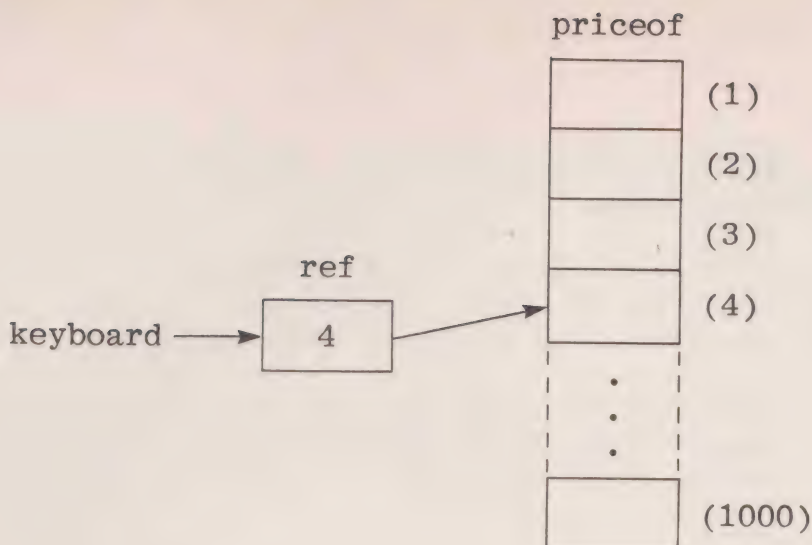 priceof
(1)
(2)
(3)
ref
(4)
keyboard
4
(1000)